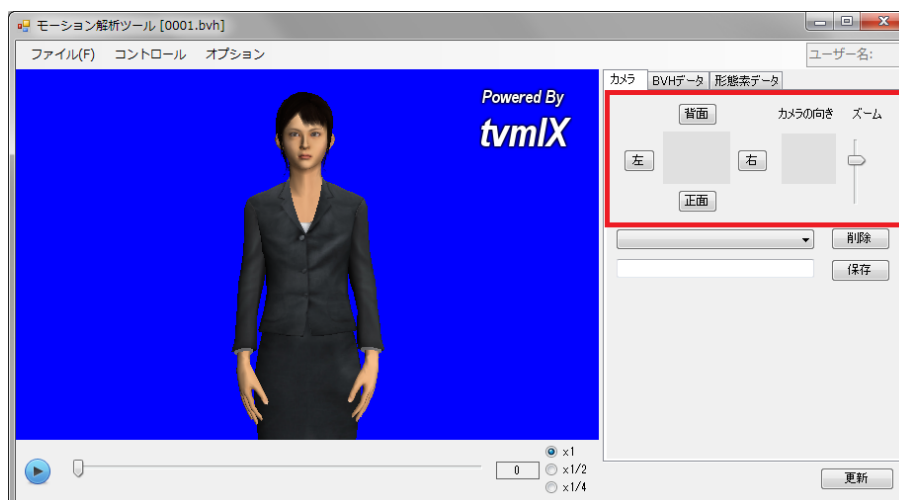 モーション解析ツール [0001.bvh]
ファイル(F) コントロール オプション
ユーザー名:
Powered By
tvmlX
カメラ BVHデータ 形態素データ
背面 カメラの向き ズーム
左 右
正面
削除
保存
x1
0 x1/2
x1/4
更新